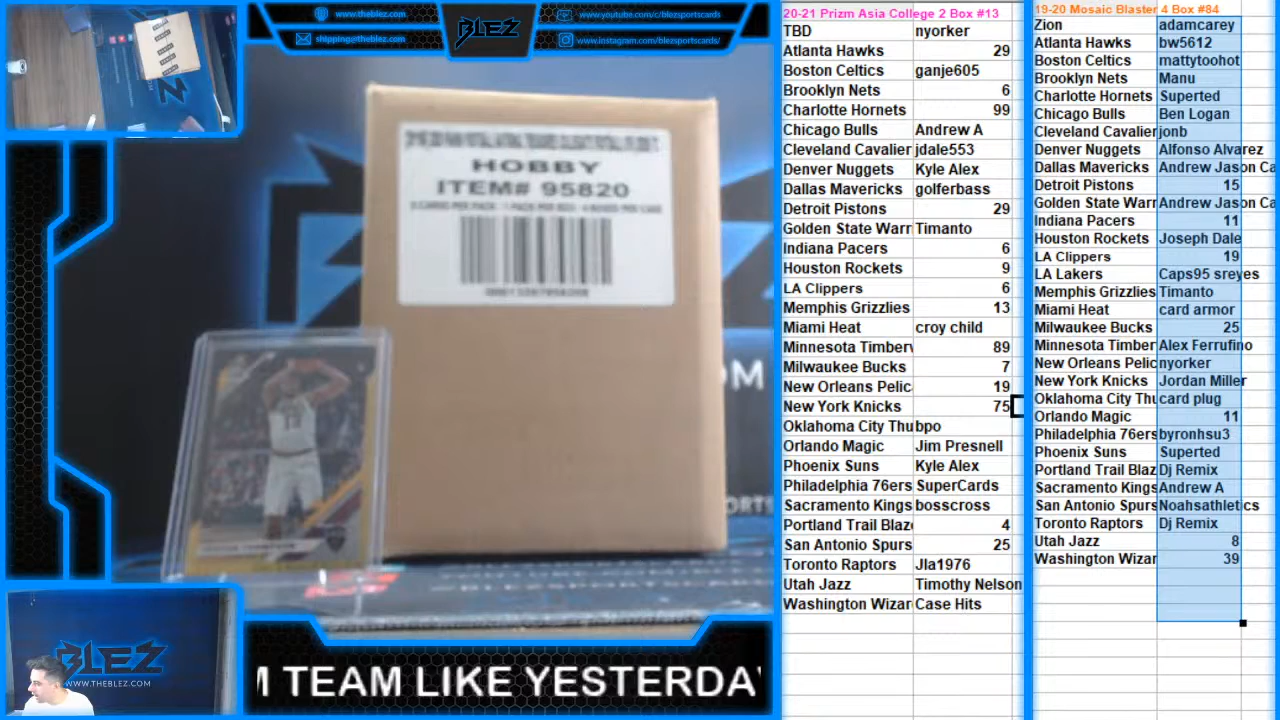 www.theblez.com
shipping@theblez.com
BLEZ
www.youtube.com/c/blezsportscards/
www.instagram.com/blezsportscards/
HOBBY
ITEM# 95820
BLEZ
WWW.THEBLEZ.COM
M TEAM LIKE YESTERDAY
20-21 Prizm Asia College 2 Box #13
TBD nyorker
Atlanta Hawks 29
Boston Celtics ganje605
Brooklyn Nets 6
Charlotte Hornets 99
Chicago Bulls Andrew A
Cleveland Cavalier jdale553
Denver Nuggets Kyle Alex
Dallas Mavericks golferbass
Detroit Pistons 29
Golden State Warr Timanto
Indiana Pacers 6
Houston Rockets 9
LA Clippers 6
Memphis Grizzlies 13
Miami Heat croy child
Minnesota Timberv 89
Milwaukee Bucks 7
New Orleans Pelic 19
New York Knicks 75
Oklahoma City Thu bpo
Orlando Magic Jim Presnell
Phoenix Suns Kyle Alex
Philadelphia 76ers SuperCards
Sacramento Kings bosscross
Portland Trail Blaze 4
San Antonio Spurs 25
Toronto Raptors Jla1976
Utah Jazz Timothy Nelson
Washington Wizar Case Hits
19-20 Mosaic Blaster 4 Box #84
Zion adamcarey
Atlanta Hawks bw5612
Boston Celtics mattytoohot
Brooklyn Nets Manu
Charlotte Hornets Superted
Chicago Bulls Ben Logan
Cleveland Cavalier jonb
Denver Nuggets Alfonso Alvarez
Dallas Mavericks Andrew Jason Ca
Detroit Pistons 15
Golden State Warr Andrew Jason Ca
Indiana Pacers 11
Houston Rockets Joseph Dale
LA Clippers 19
LA Lakers Caps95 sreyes
Memphis Grizzlies Timanto
Miami Heat card armor
Milwaukee Bucks 25
Minnesota Timber Alex Ferrufino
New Orleans Pelic nyorker
New York Knicks Jordan Miller
Oklahoma City Thu card plug
Orlando Magic 11
Philadelphia 76ers byronhsu3
Phoenix Suns Superted
Portland Trail Blaz Dj Remix
Sacramento Kings Andrew A
San Antonio Spurs Noahsathletics
Toronto Raptors Dj Remix
Utah Jazz 8
Washington Wizar 39